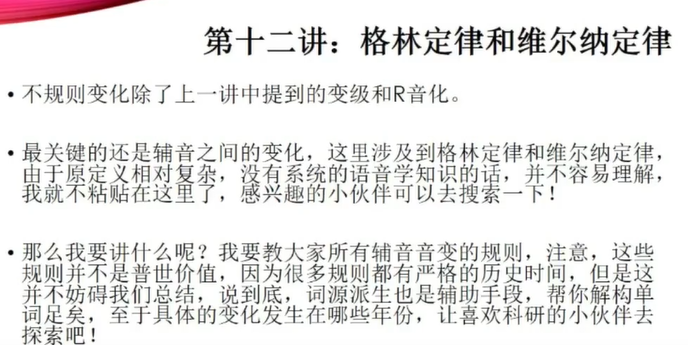 第十二讲：格林定律和维尔纳定律
• 不规则变化除了上一讲中提到的变级和R音化。
• 最关键的还是辅音之间的变化，这里涉及到格林定律和维尔纳定律，
由于原定义相对复杂，没有系统的语音学知识的话，并不容易理解，
我就不粘贴在这里了，感兴趣的小伙伴可以去搜索一下！
• 那么我要讲什么呢？我要教大家所有辅音音变的规则，注意，这些
规则并不是普世价值，因为很多规则都有严格的历史时间，但是这
并不妨碍我们总结，说到底，词源派生也是辅助手段，帮你解构单
词足矣，至于具体的变化发生在哪些年份，让喜欢科研的小伙伴去
探索吧！